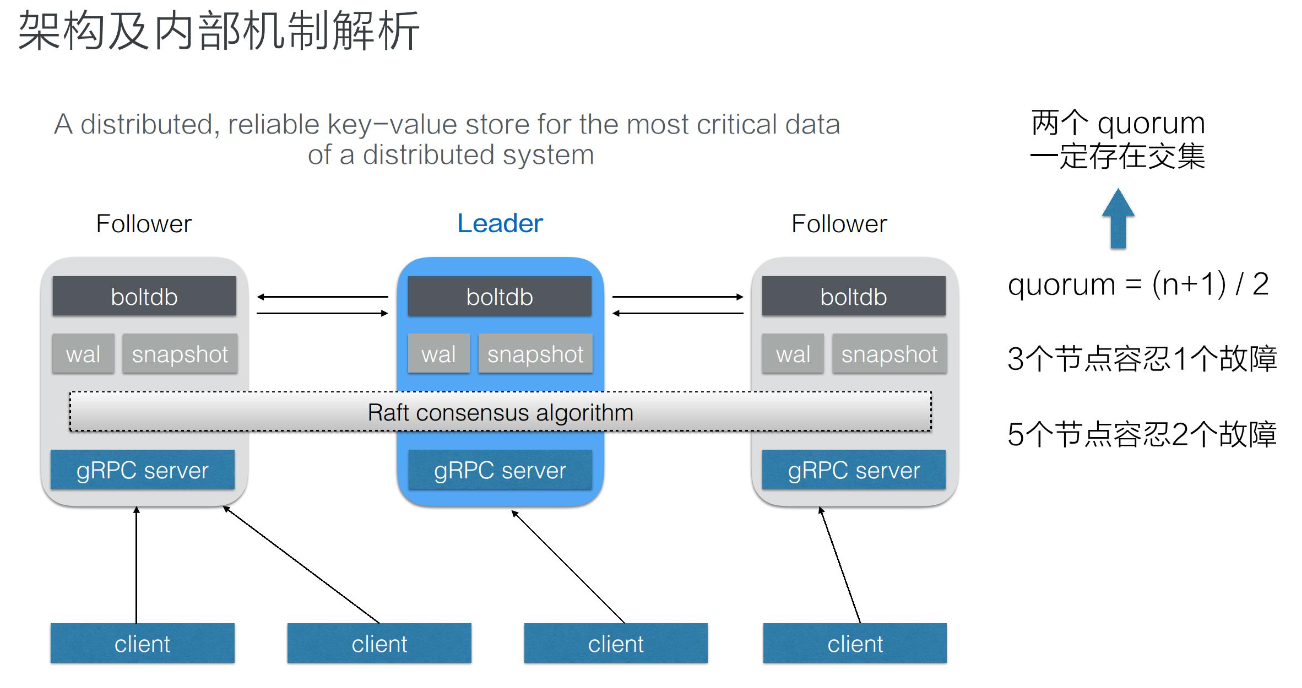 架构及内部机制解析
A distributed, reliable key-value store for the most critical data
of a distributed system
两个 quorum
一定存在交集
Follower
Leader
Follower
boltdb
boltdb
boltdb
quorum = (n+1) / 2
wal
snapshot
wal
snapshot
wal
snapshot
3个节点容忍1个故障
Raft consensus algorithm
5个节点容忍2个故障
gRPC server
gRPC server
gRPC server
client
client
client
client